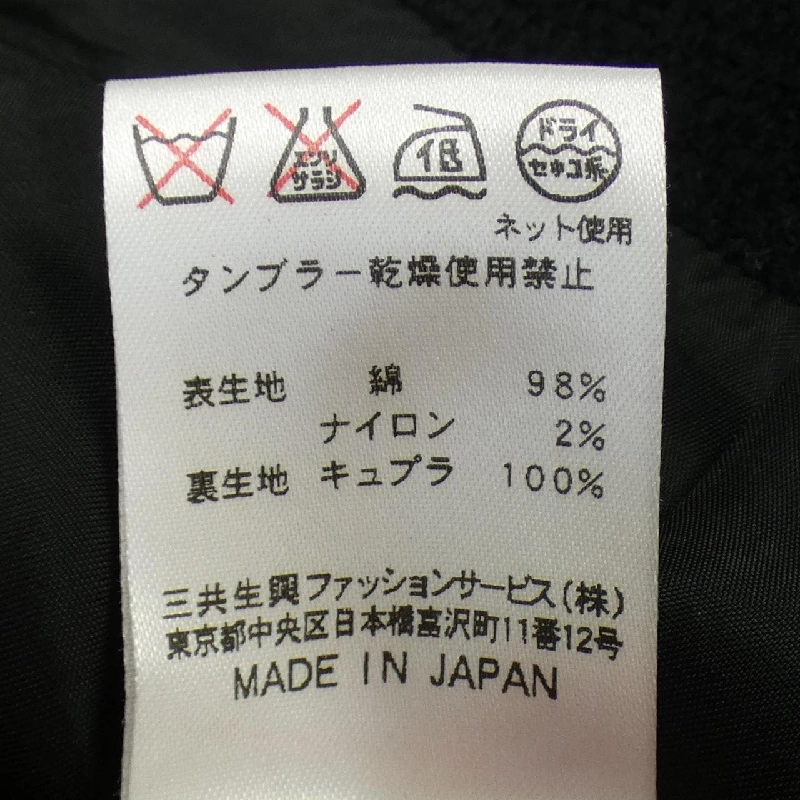 エンソ
サラシ
低
ドライ
セキユ系
ネット使用
タンブラー乾燥使用禁止
表生地 綿 98%
ナイロン 2%
裏生地 キュプラ 100%
三共生興ファッションサービス(株)
東京都中央区日本橋富沢町11番12号
MADE IN JAPAN